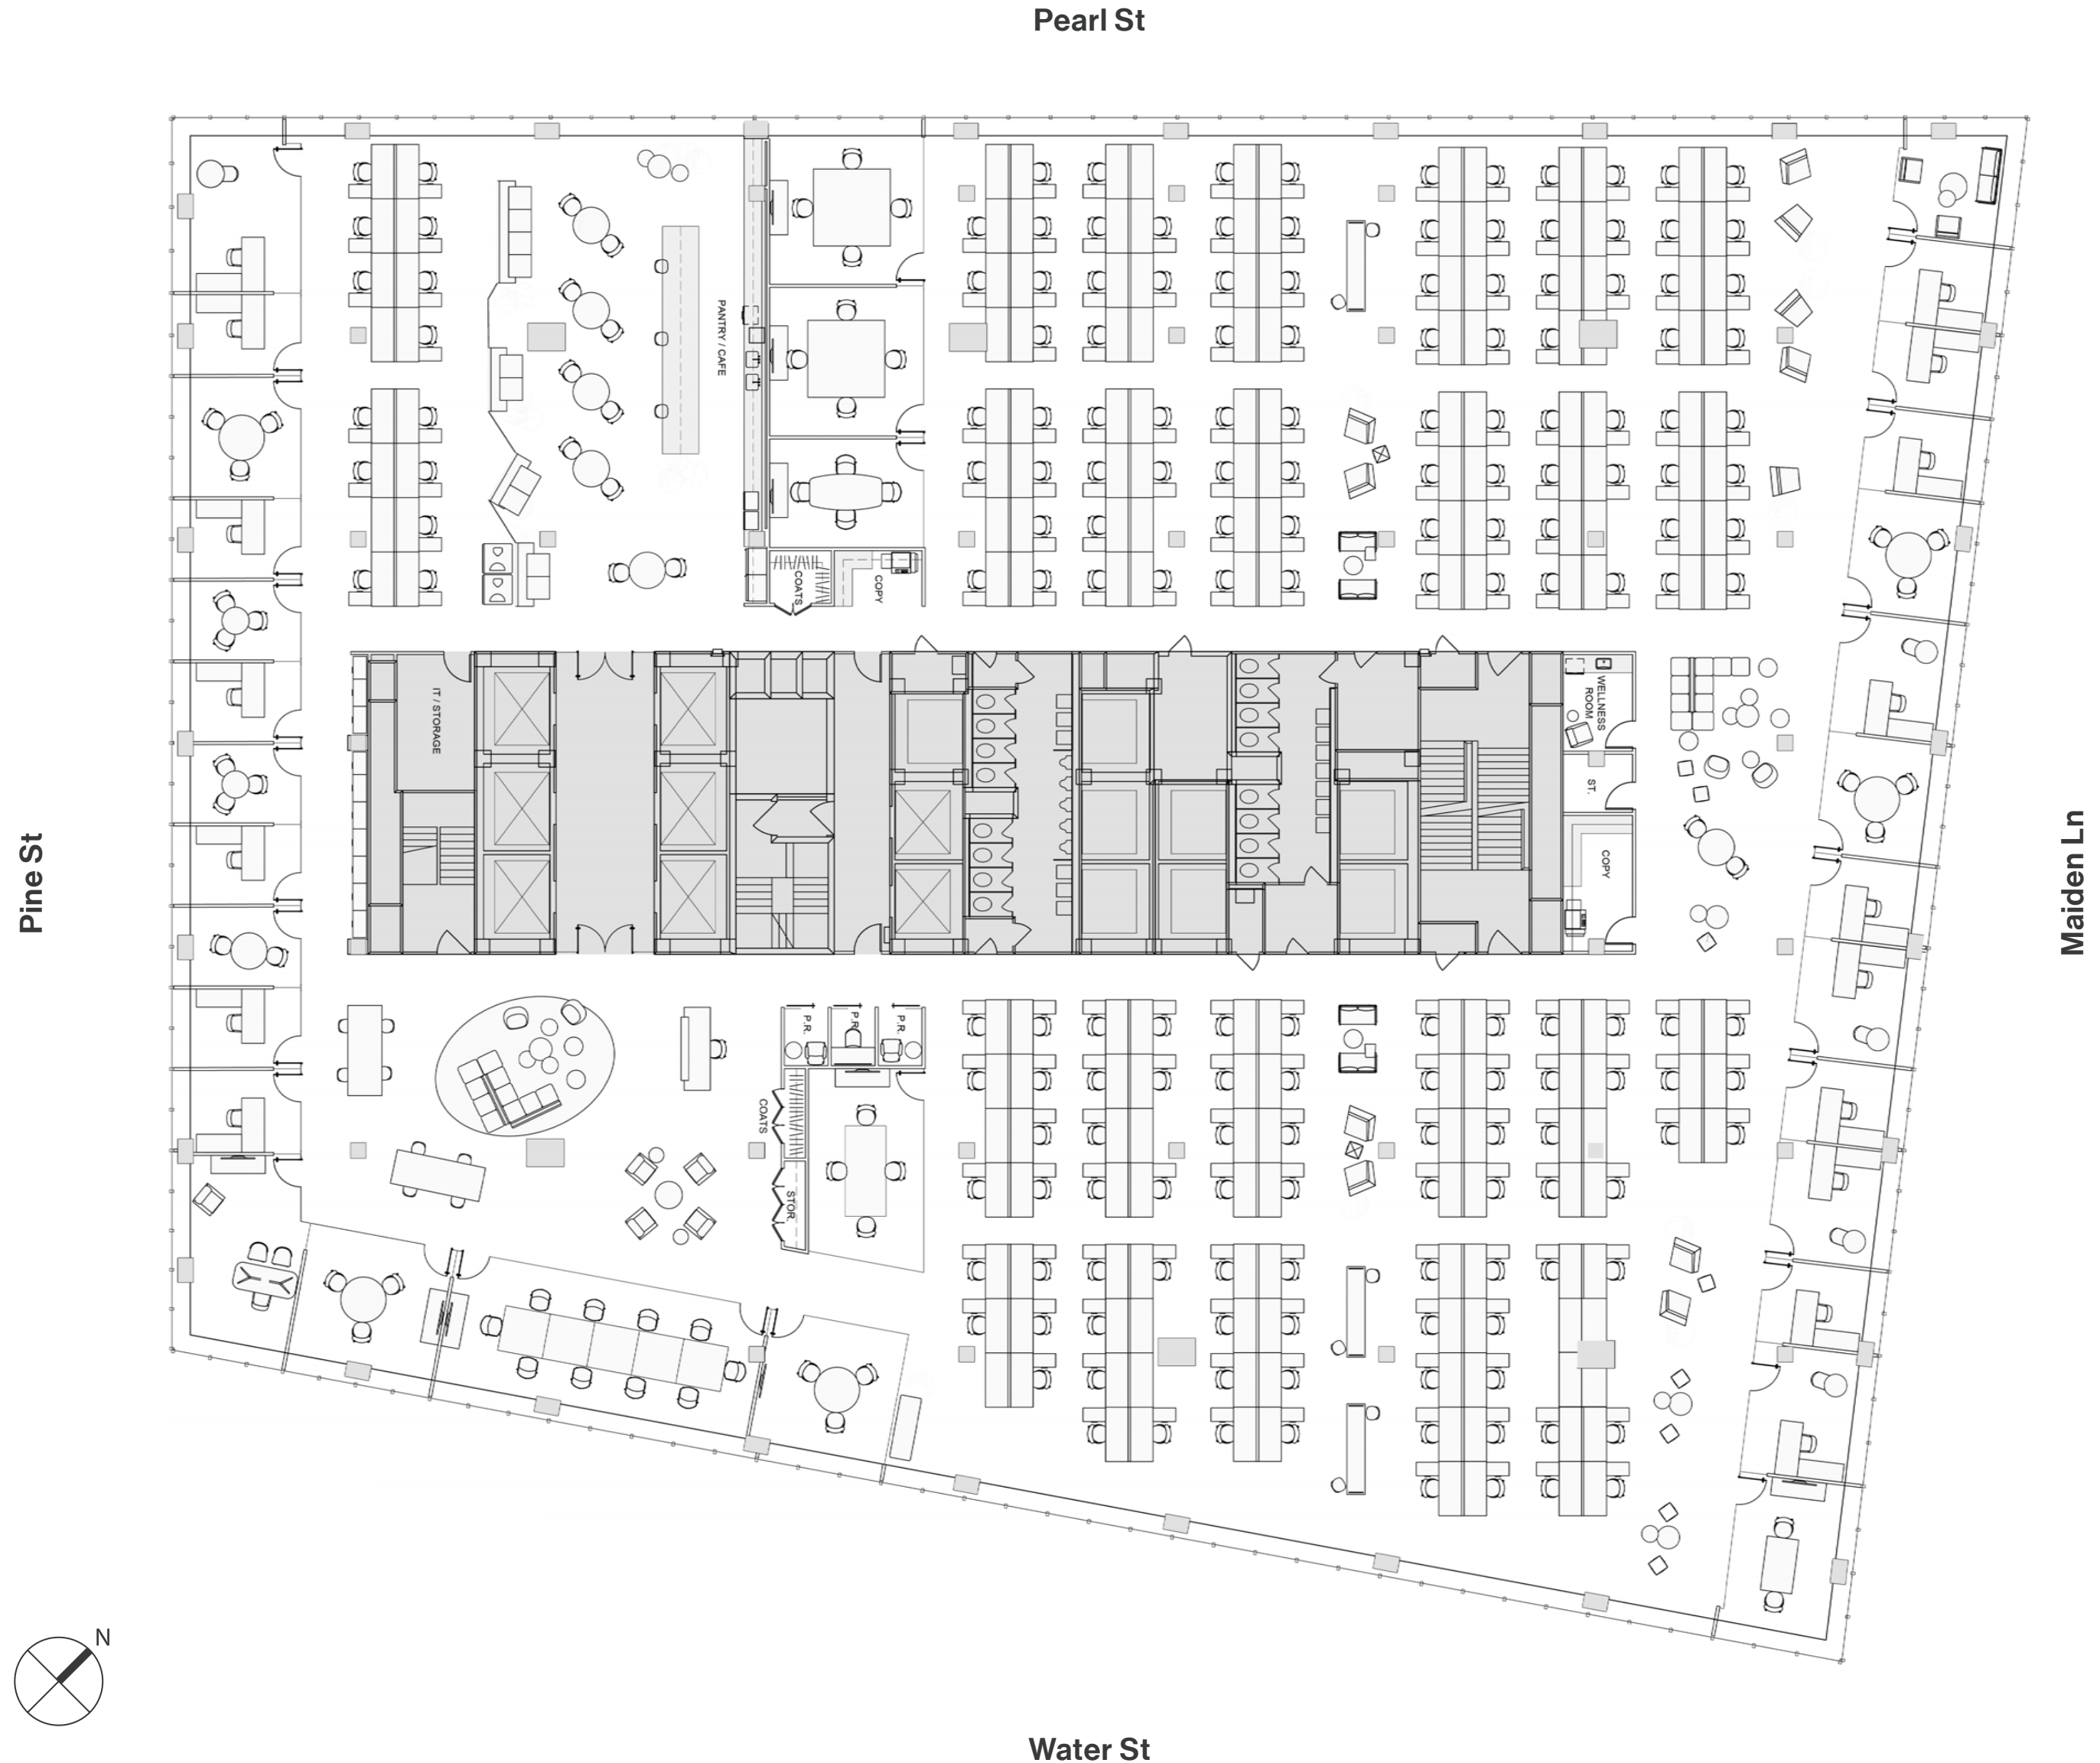 Pearl St
PANTRY / CAFE
COATS
COPY
IT / STORAGE
WELLNESS
ROOM
ST.
COPY
Pine St
Maiden Ln
P.R.
P.R.
P.R.
COATS
STOR.
N
Water St